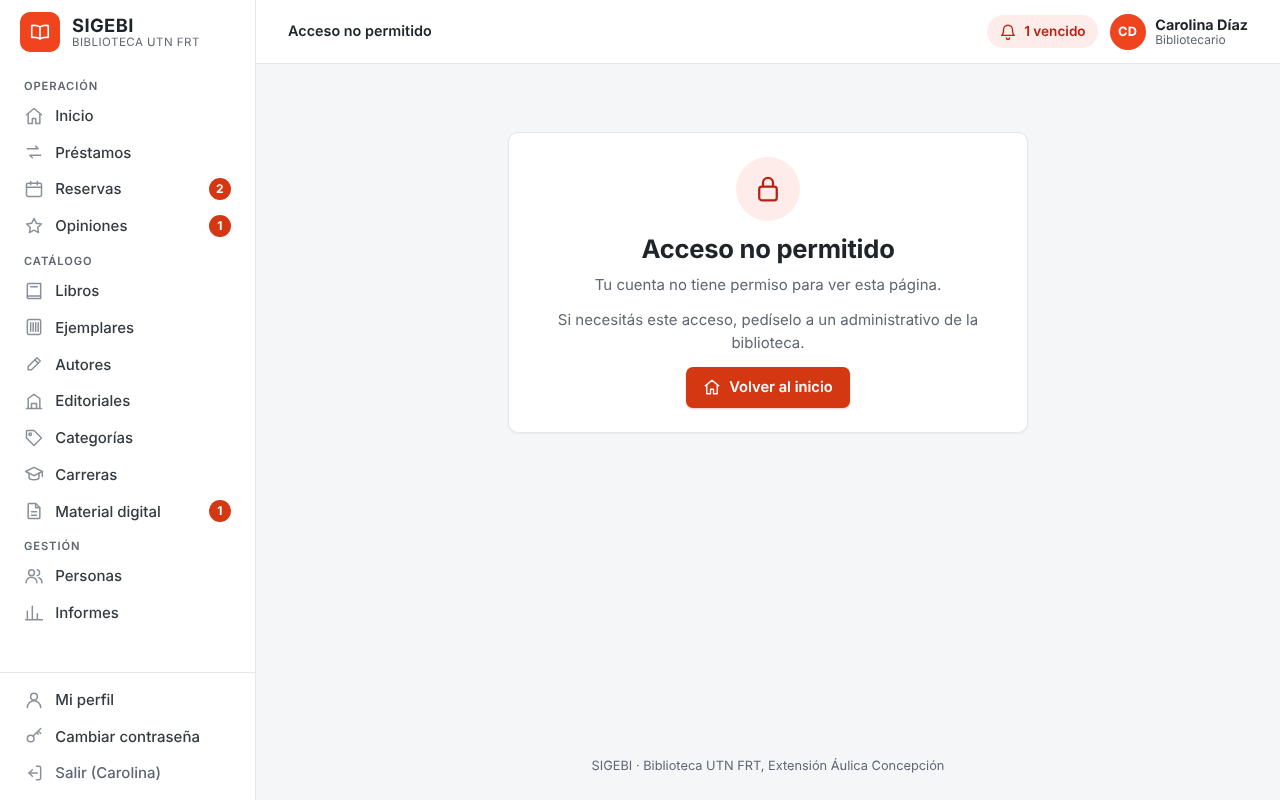 SIGEBI
BIBLIOTECA UTN FRT
OPERACIÓN
Inicio
Préstamos
Reservas 2
Opiniones 1
CATÁLOGO
Libros
Ejemplares
Autores
Editoriales
Categorías
Carreras
Material digital 1
GESTIÓN
Personas
Informes
Mi perfil
Cambiar contraseña
Salir (Carolina)
Acceso no permitido
1 vencido
CD
Carolina Díaz
Bibliotecario
Acceso no permitido
Tu cuenta no tiene permiso para ver esta página.
Si necesitás este acceso, pedíselo a un administrativo de la
biblioteca.
Volver al inicio
SIGEBI · Biblioteca UTN FRT, Extensión Áulica Concepción